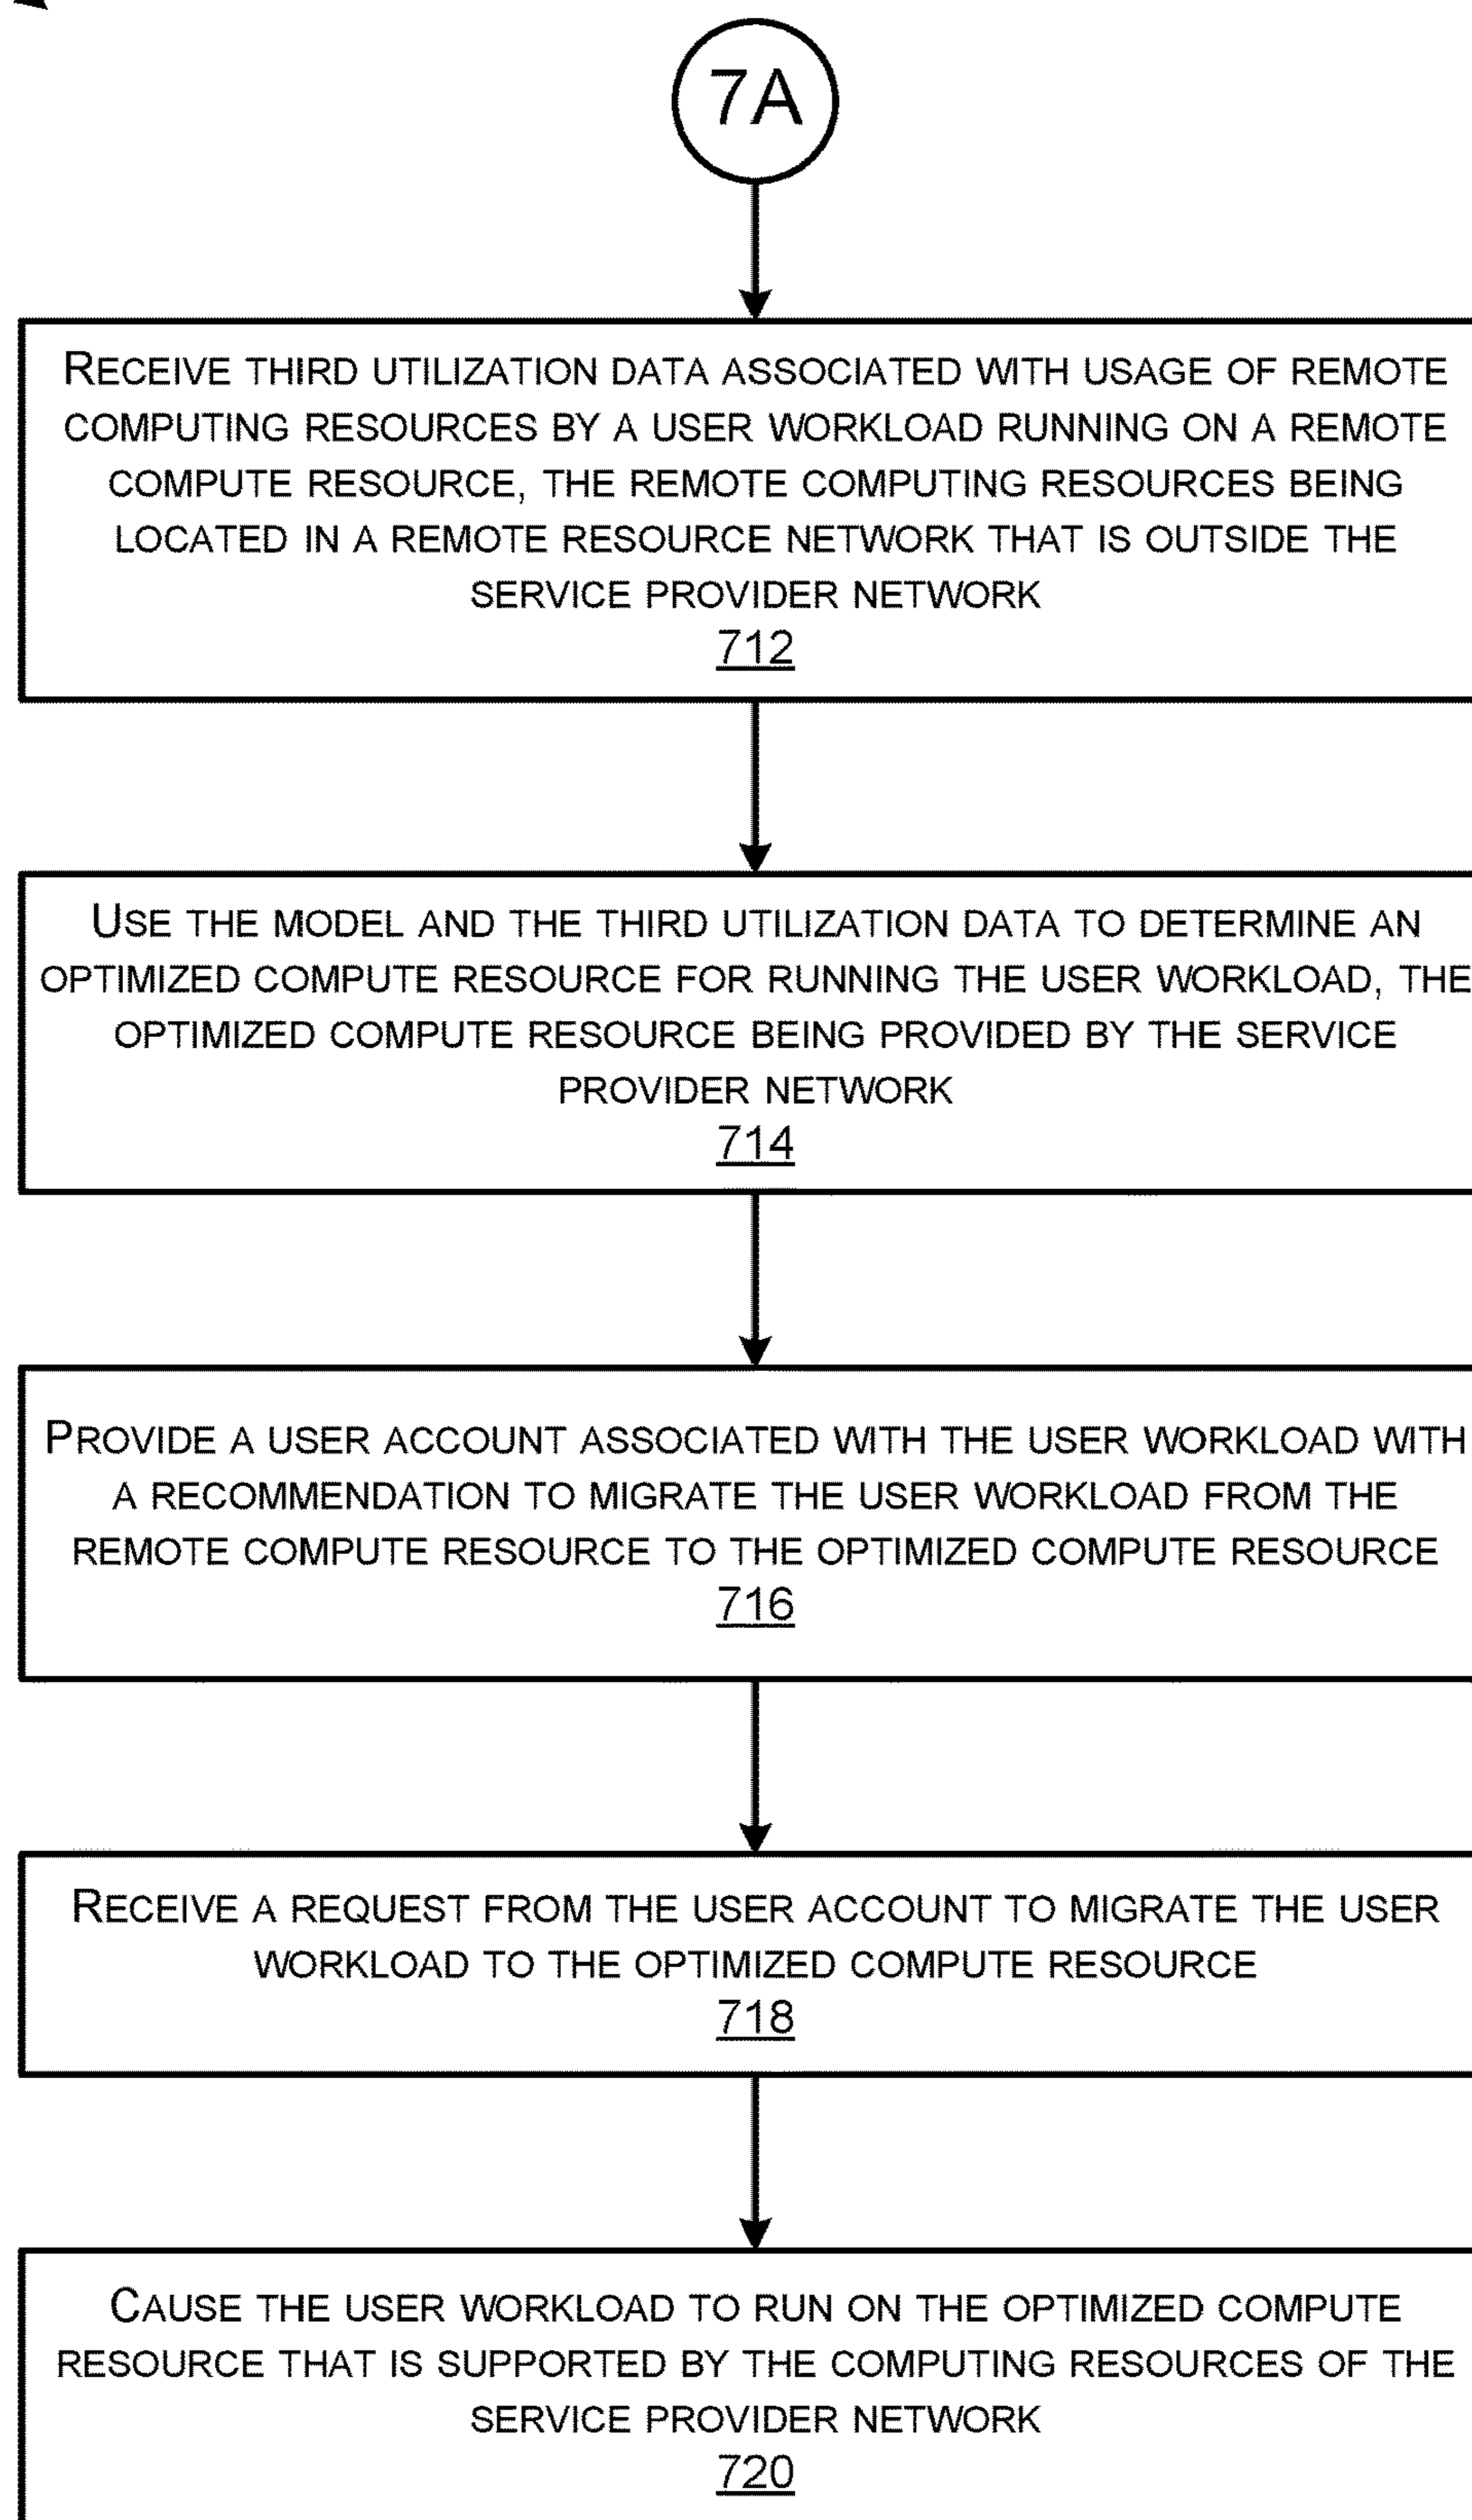 7A
RECEIVE THIRD UTILIZATION DATA ASSOCIATED WITH USAGE OF REMOTE
COMPUTING RESOURCES BY A USER WORKLOAD RUNNING ON A REMOTE
COMPUTE RESOURCE, THE REMOTE COMPUTING RESOURCES BEING
LOCATED IN A REMOTE RESOURCE NETWORK THAT IS OUTSIDE THE
SERVICE PROVIDER NETWORK
712
USE THE MODEL AND THE THIRD UTILIZATION DATA TO DETERMINE AN
OPTIMIZED COMPUTE RESOURCE FOR RUNNING THE USER WORKLOAD, THE
OPTIMIZED COMPUTE RESOURCE BEING PROVIDED BY THE SERVICE
PROVIDER NETWORK
714
PROVIDE A USER ACCOUNT ASSOCIATED WITH THE USER WORKLOAD WITH
A RECOMMENDATION TO MIGRATE THE USER WORKLOAD FROM THE
REMOTE COMPUTE RESOURCE TO THE OPTIMIZED COMPUTE RESOURCE
716
RECEIVE A REQUEST FROM THE USER ACCOUNT TO MIGRATE THE USER
WORKLOAD TO THE OPTIMIZED COMPUTE RESOURCE
718
CAUSE THE USER WORKLOAD TO RUN ON THE OPTIMIZED COMPUTE
RESOURCE THAT IS SUPPORTED BY THE COMPUTING RESOURCES OF THE
SERVICE PROVIDER NETWORK
720